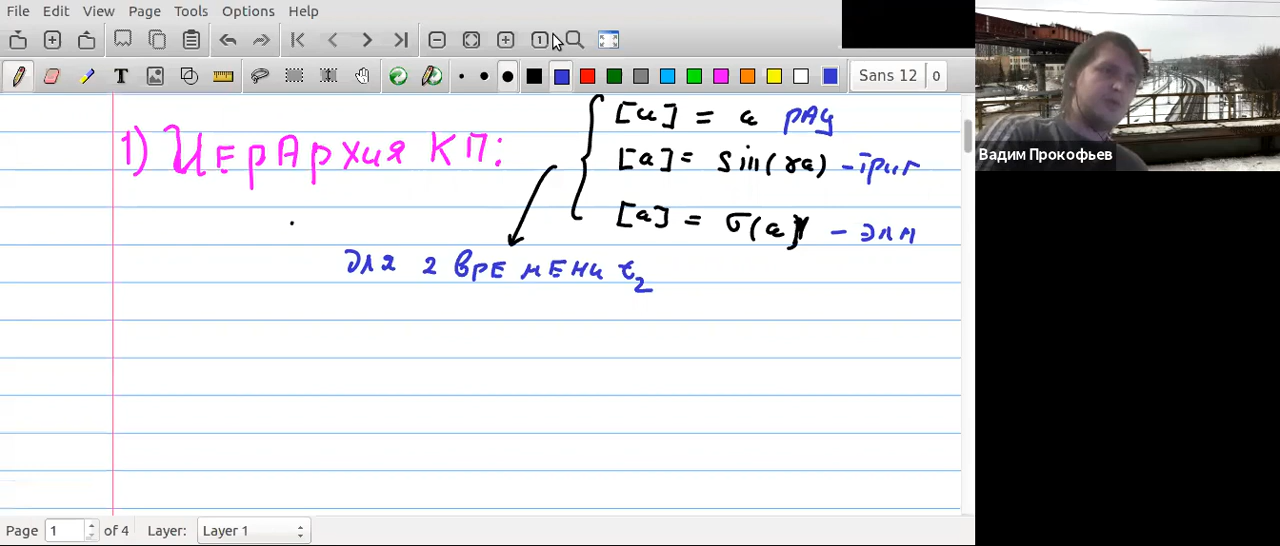 File Edit View Page Tools Options Help
Sans 12 0
[a] = a рац
1) Иерархия КП:
[a] = sin(γa) - триг
[a] = σ(a) - элл
для 2 времени t₂
Вадим Прокофьев
Page 1 of 4 Layer: Layer 1